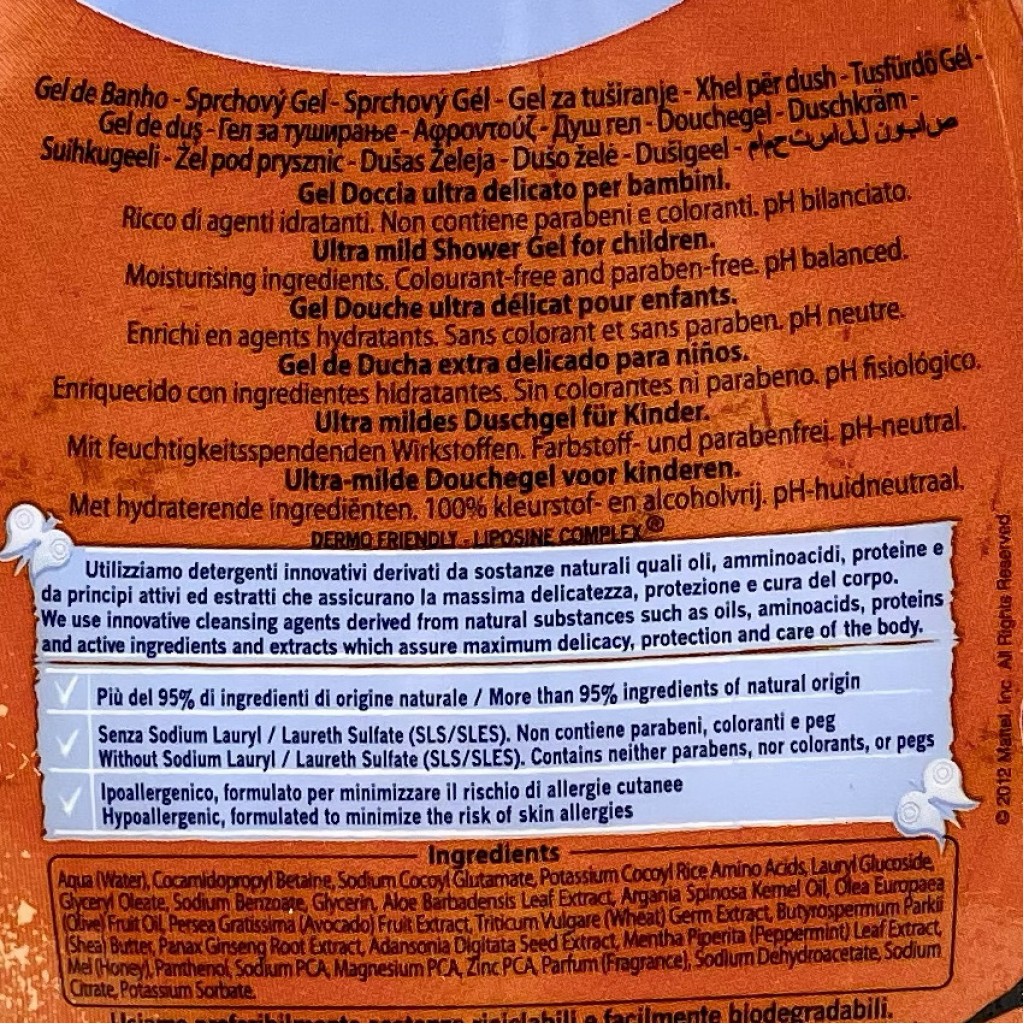 Gel de Banho - Sprchový Gel - Sprchový Gél - Gel za tuširanje - Xhel për dush - Tusfürdő Gél -
Gel de duş - Гел за туширање - Αφροντούζ - Душ гел - Douchegel - Duschkräm -
Suihkugeeli - Żel pod prysznic - Dušas Želeja - Dušo želė - Dušigeel -
Gel Doccia ultra delicato per bambini.
Ricco di agenti idratanti. Non contiene parabeni e coloranti. pH bilanciato.
Ultra mild Shower Gel for children.
Moisturising ingredients. Colourant-free and paraben-free. pH balanced.
Gel Douche ultra délicat pour enfants.
Enrichi en agents hydratants. Sans colorant et sans paraben. pH neutre.
Gel de Ducha extra delicado para niños.
Enriquecido con ingredientes hidratantes. Sin colorantes ni parabeno. pH fisiológico.
Ultra mildes Duschgel für Kinder.
Mit feuchtigkeitsspendenden Wirkstoffen. Farbstoff- und parabenfrei. pH-neutral.
Ultra-milde Douchegel voor kinderen.
Met hydraterende ingrediënten. 100% kleurstof- en alcoholvrij. pH-huidneutraal.
DERMO FRIENDLY - LIPOSINE COMPLEX®
Utilizziamo detergenti innovativi derivati da sostanze naturali quali oli, amminoacidi, proteine e
da principi attivi ed estratti che assicurano la massima delicatezza, protezione e cura del corpo.
We use innovative cleansing agents derived from natural substances such as oils, aminoacids, proteins
and active ingredients and extracts which assure maximum delicacy, protection and care of the body.
Più del 95% di ingredienti di origine naturale / More than 95% ingredients of natural origin
Senza Sodium Lauryl / Laureth Sulfate (SLS/SLES). Non contiene parabeni, coloranti e peg
Without Sodium Lauryl / Laureth Sulfate (SLS/SLES). Contains neither parabens, nor colorants, or pegs
Ipoallergenico, formulato per minimizzare il rischio di allergie cutanee
Hypoallergenic, formulated to minimize the risk of skin allergies
© 2012 Mattel, Inc. All Rights Reserved
Ingredients
Aqua (Water), Cocamidopropyl Betaine, Sodium Cocoyl Glutamate, Potassium Cocoyl Rice Amino Acids, Lauryl Glucoside,
Glyceryl Oleate, Sodium Benzoate, Glycerin, Aloe Barbadensis Leaf Extract, Argania Spinosa Kernel Oil, Olea Europaea
(Olive) Fruit Oil, Persea Gratissima (Avocado) Fruit Extract, Triticum Vulgare (Wheat) Germ Extract, Butyrospermum Parkii
(Shea) Butter, Panax Ginseng Root Extract, Adansonia Digitata Seed Extract, Mentha Piperita (Peppermint) Leaf Extract,
Mel (Honey), Panthenol, Sodium PCA, Magnesium PCA, Zinc PCA, Parfum (Fragrance), Sodium Dehydroacetate, Sodium
Citrate, Potassium Sorbate.
Usiamo preferibilmente sostanze riciclabili e facilmente biodegradabili.